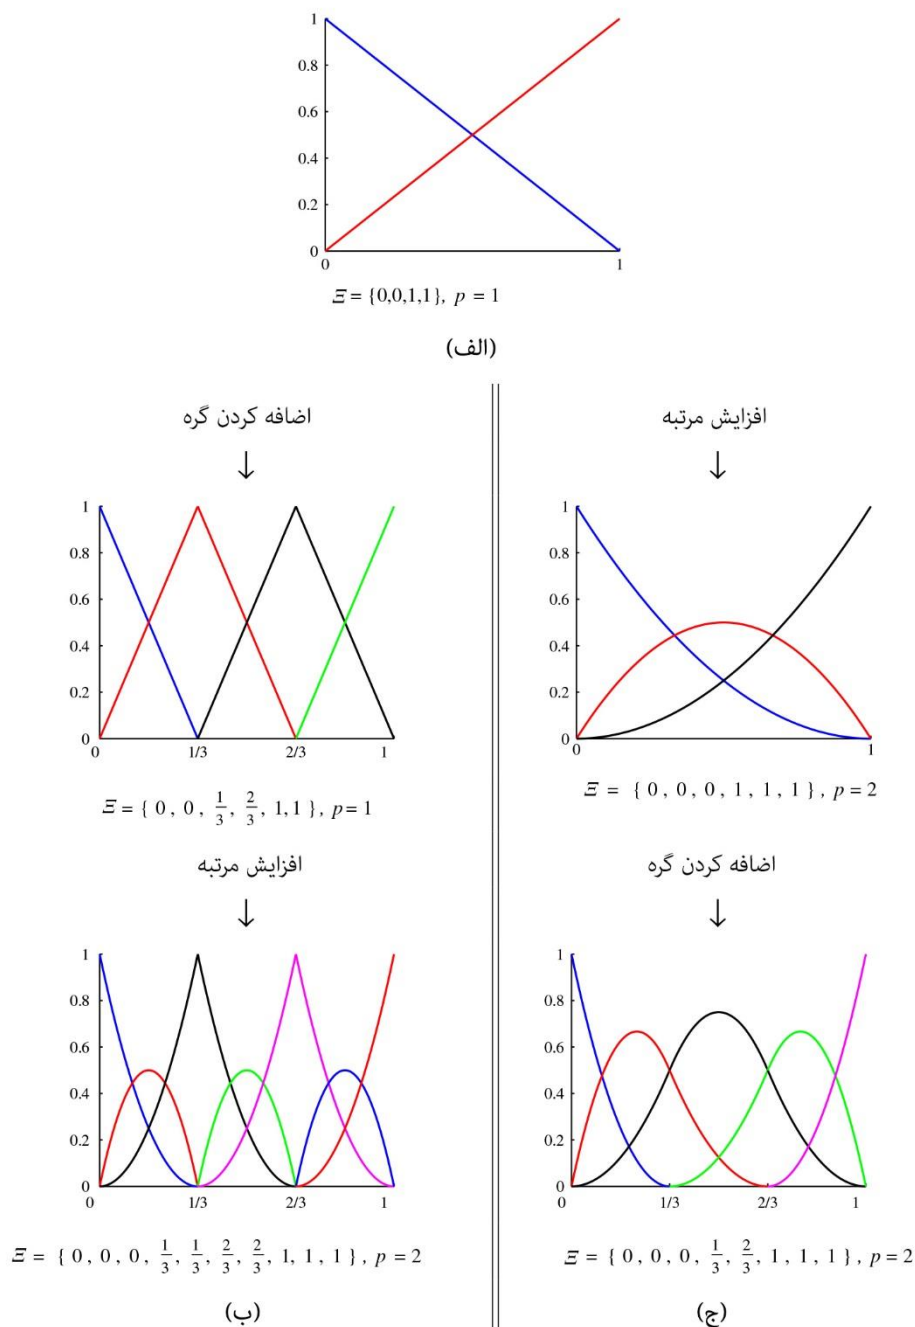 1
0.8
0.6
0.4
0.2
0
0 1
Ξ = {0,0,1,1}, p = 1
(الف)
افزایش مرتبه
↓
1
0.8
0.6
0.4
0.2
0
0 1
Ξ = { 0 , 0 , 0 , 1 , 1 , 1 } , p = 2
اضافه کردن گره
↓
1
0.8
0.6
0.4
0.2
0
0 1/3 2/3 1
Ξ = { 0 , 0 , 0 , 1/3 , 2/3 , 1 , 1 , 1 } , p = 2
(ج)
اضافه کردن گره
↓
1
0.8
0.6
0.4
0.2
0
0 1/3 2/3 1
Ξ = { 0 , 0 , 1/3 , 2/3 , 1,1 }, p = 1
افزایش مرتبه
↓
1
0.8
0.6
0.4
0.2
0
0 1/3 2/3 1
Ξ = { 0 , 0 , 0 , 1/3 , 1/3 , 2/3 , 2/3 , 1, 1 , 1 } , p = 2
(ب)